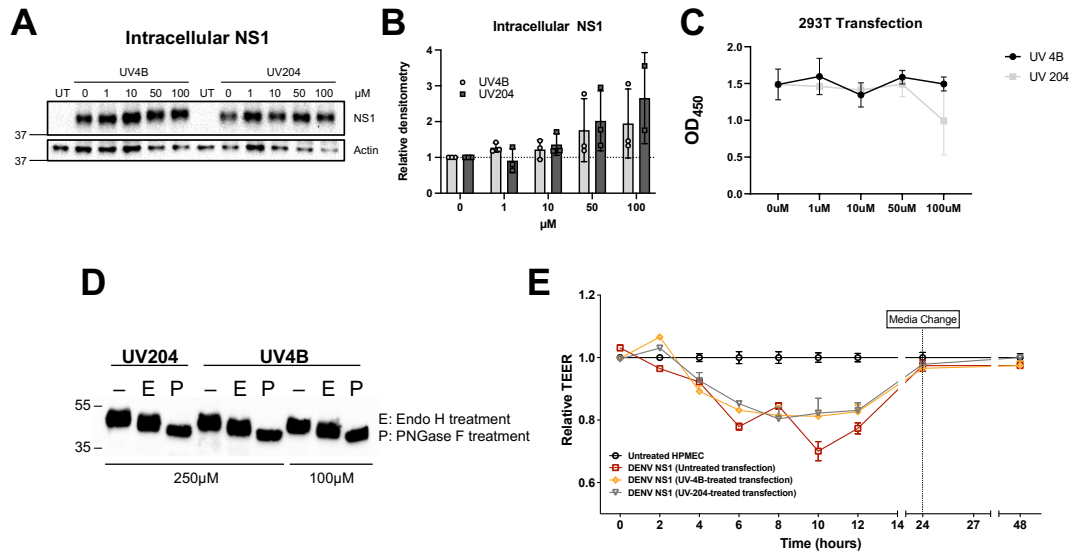 A
Intracellular NS1
UV4B UV204
UT 0 1 10 50 100 UT 0 1 10 50 100 µM
NS1
37
Actin
37
B
Intracellular NS1
Relative densitometry
4
3
2
1
0
UV4B
UV204
0 1 10 50 100
µM
C
293T Transfection
OD450
2.0
1.5
1.0
0.5
0.0
0uM 1uM 10uM 50uM 100uM
UV 4B
UV 204
D
UV204 UV4B
– E P – E P – E P
55
35
E: Endo H treatment
P: PNGase F treatment
250µM 100µM
E
Relative TEER
1.2
1.0
0.8
0.6
Media Change
Untreated HPMEC
DENV NS1 (Untreated transfection)
DENV NS1 (UV-4B-treated transfection)
DENV NS1 (UV-204-treated transfection)
0 2 4 6 8 10 12 14 24 27 48
Time (hours)